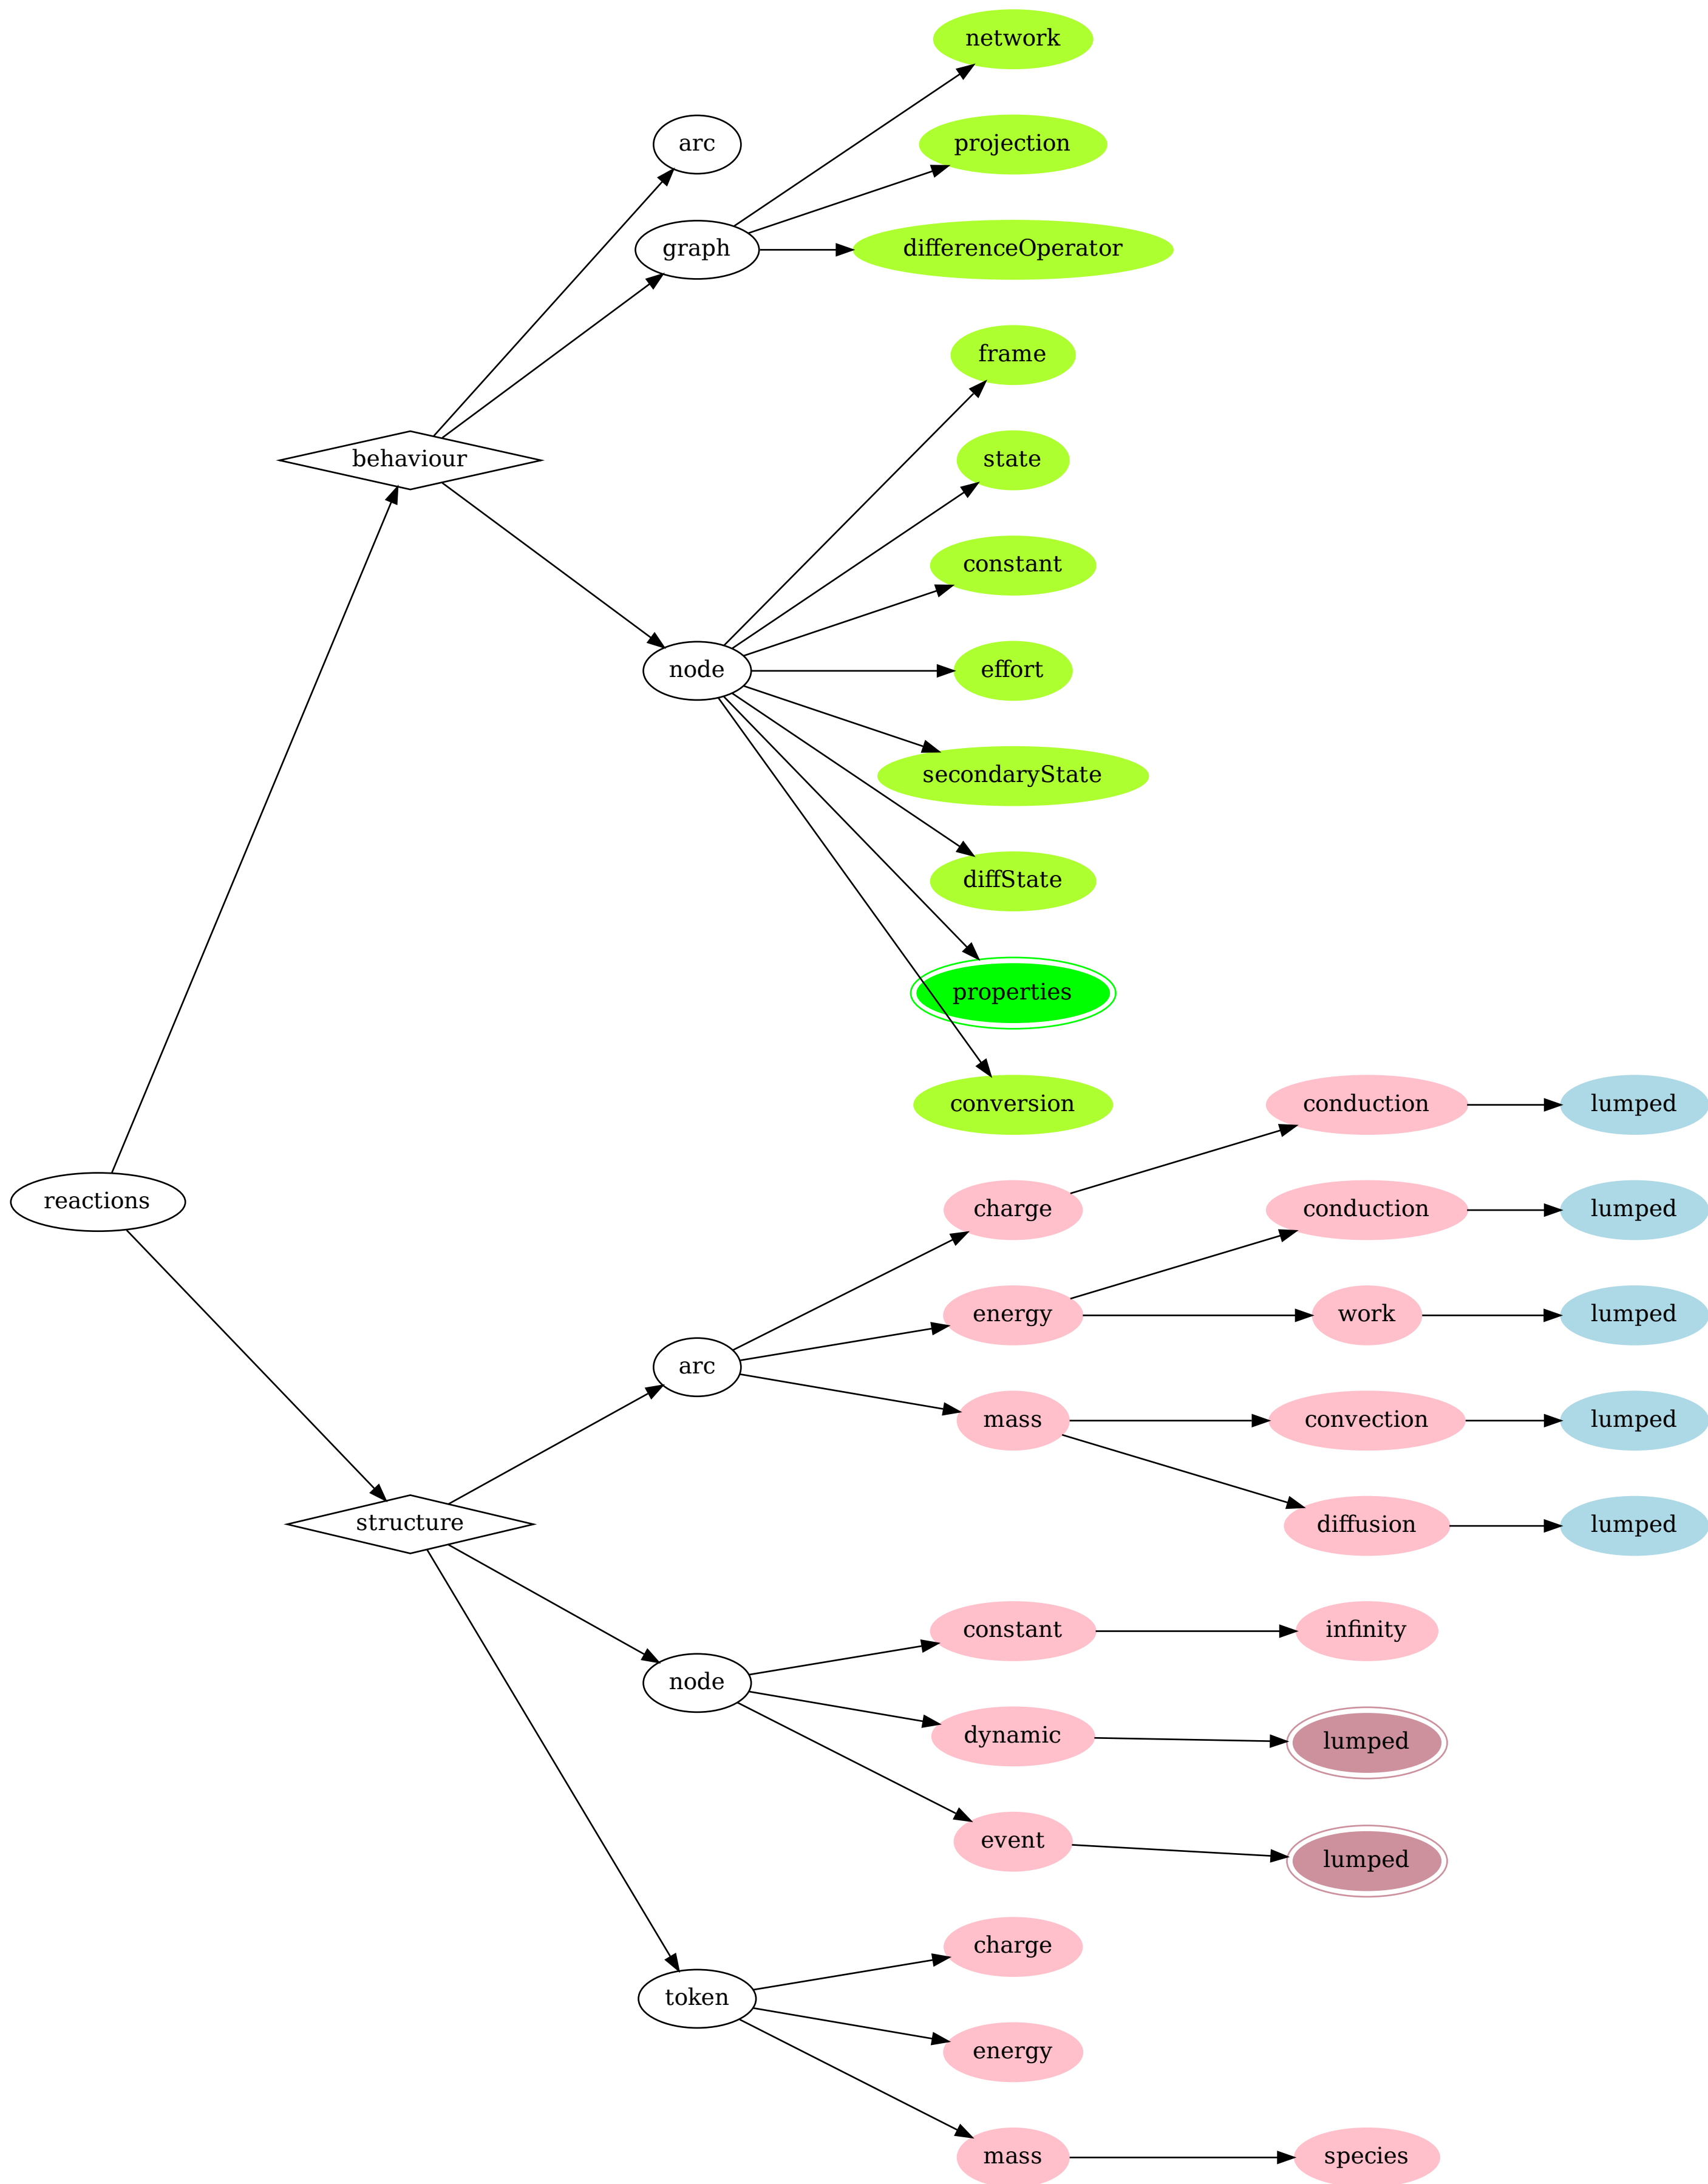 network
arc
projection
graph
differenceOperator
frame
behaviour
state
constant
node
effort
secondaryState
diffState
properties
conversion
conduction
lumped
reactions
charge
conduction
lumped
energy
work
lumped
arc
mass
convection
lumped
structure
diffusion
lumped
constant
infinity
node
dynamic
lumped
event
lumped
charge
token
energy
mass
species